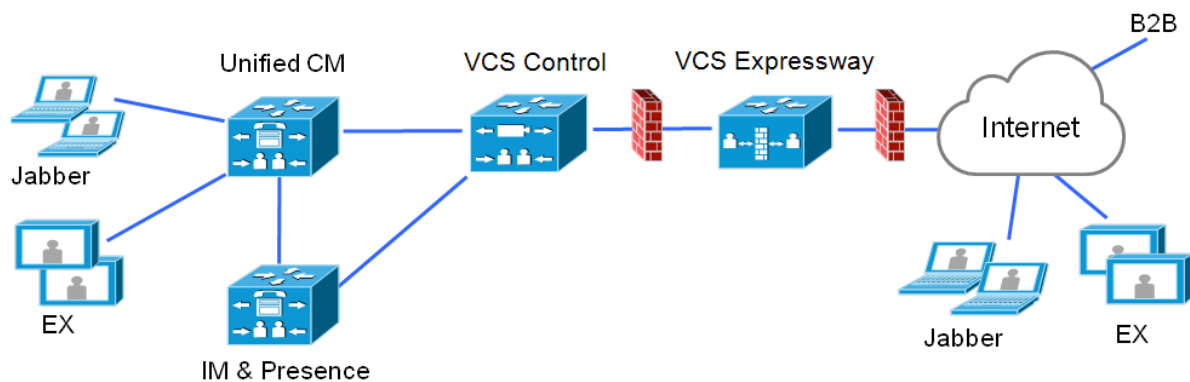 B2B
Unified CM
VCS Control
VCS Expressway
Internet
Jabber
EX
IM & Presence
Jabber
EX